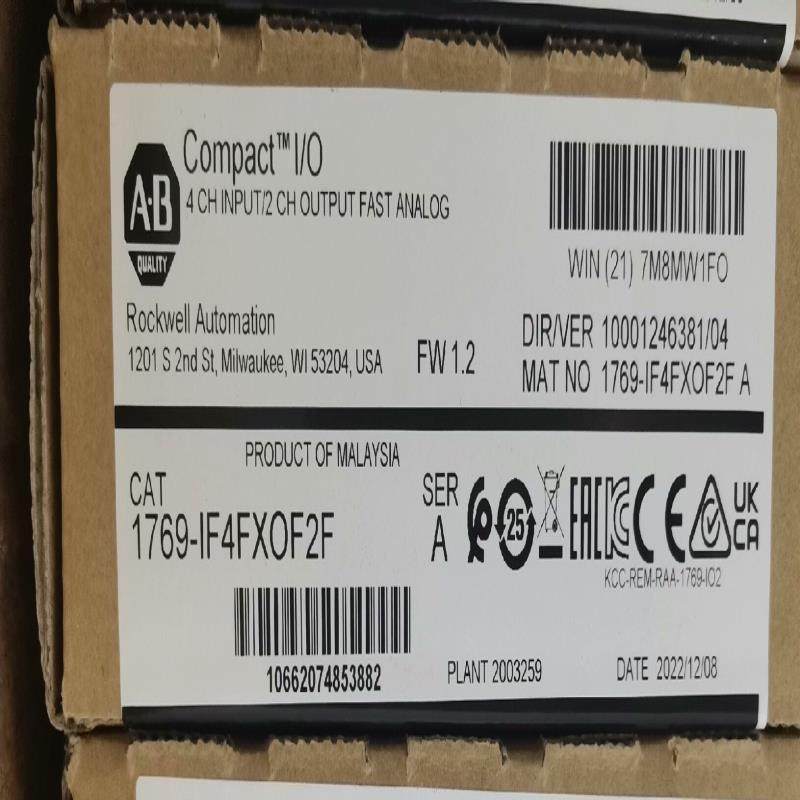 Compact™ I/O
4 CH INPUT/2 CH OUTPUT FAST ANALOG
A·B
QUALITY
WIN (21) 7M8MW1FO
Rockwell Automation
1201 S 2nd St, Milwaukee, WI 53204, USA
FW 1.2
DIR/VER 10001246381/04
MAT NO 1769-IF4FXOF2F A
PRODUCT OF MALAYSIA
CAT
1769-IF4FXOF2F
SER
A
25
EAC
CE
UK
CA
KCC-REM-RAA-1769-IO2
10662074853882
PLANT 2003259
DATE 2022/12/08